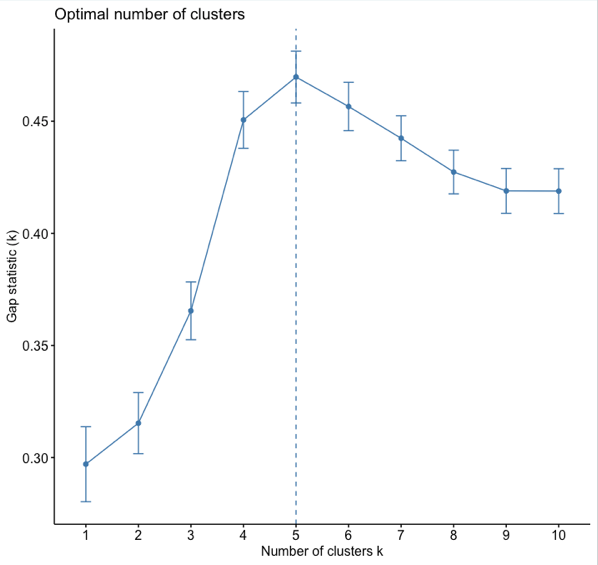 Optimal number of clusters
Gap statistic (k)
0.45
0.40
0.35
0.30
1 2 3 4 5 6 7 8 9 10
Number of clusters k